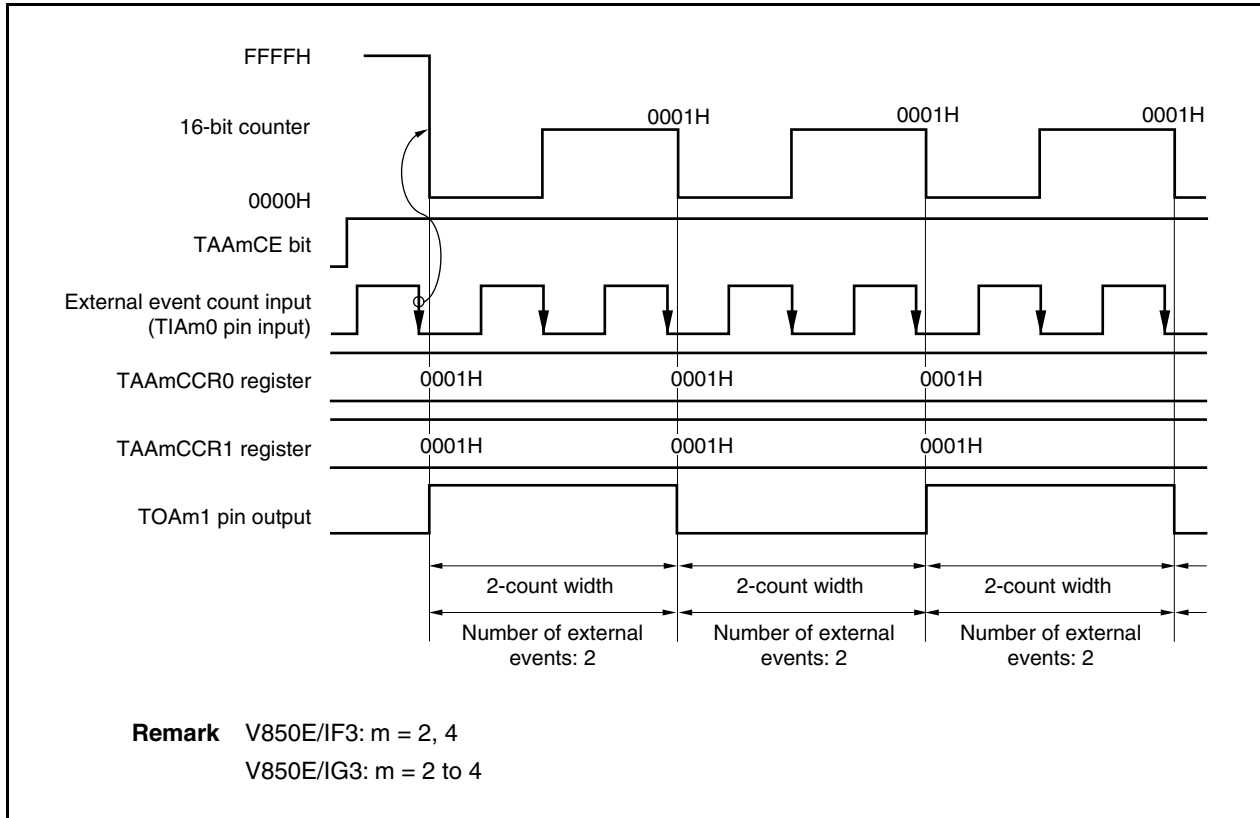 FFFFH
16-bit counter
0001H 0001H 0001H
0000H
TAAmCE bit
External event count input
(TIAm0 pin input)
TAAmCCR0 register
0001H 0001H 0001H
TAAmCCR1 register
0001H 0001H 0001H
TOAm1 pin output
2-count width 2-count width 2-count width
Number of external events: 2
Number of external events: 2
Number of external events: 2
Remark V850E/IF3: m = 2, 4
V850E/IG3: m = 2 to 4